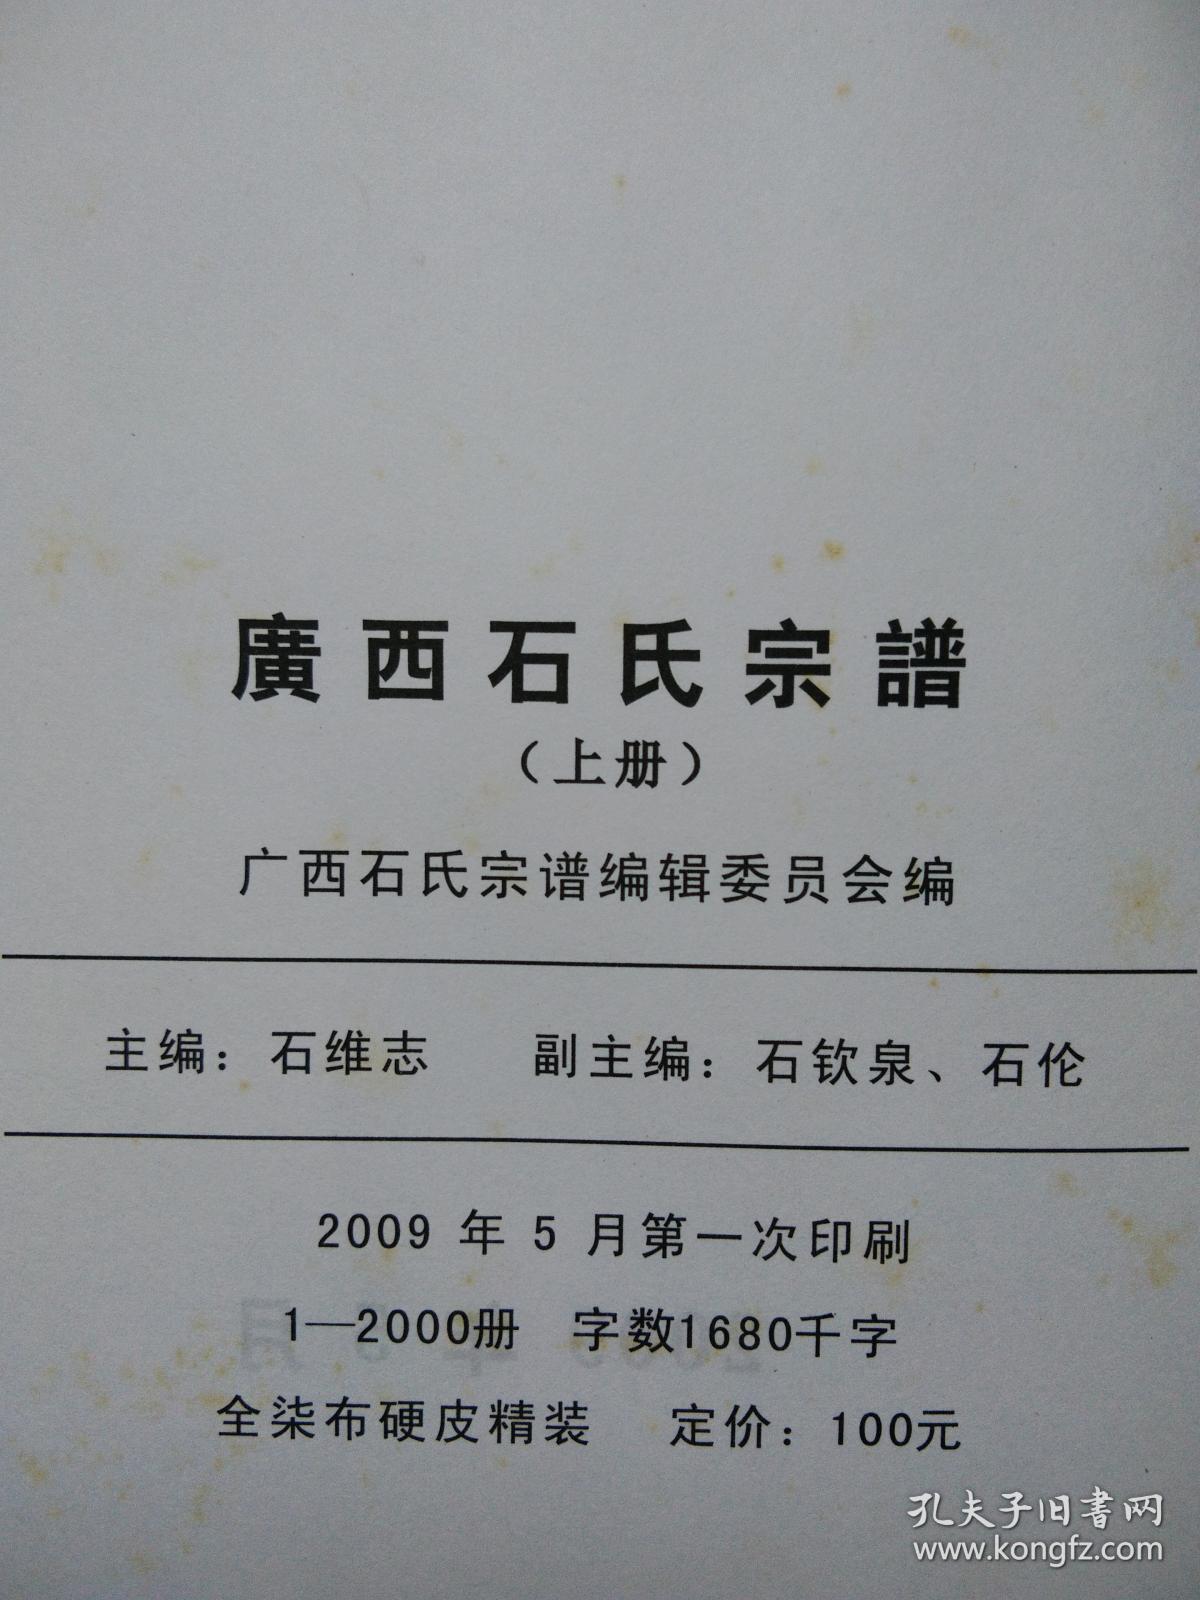 廣西石氏宗譜
（上册）
广西石氏宗谱编辑委员会编
主编：石维志　副主编：石钦泉、石伦
2009 年 5 月第一次印刷
1—2000册　字数1680千字
全柒布硬皮精装　定价：100元
孔夫子旧書网
www.kongfz.com